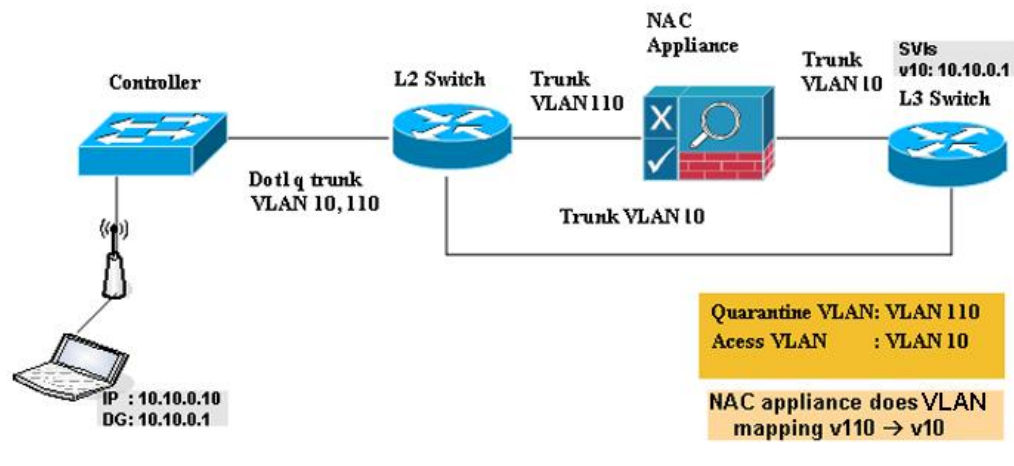 NAC
Appliance
SVIs
v10: 10.10.0.1
Trunk
VLAN 10
L3 Switch
Controller
L2 Switch
Trunk
VLAN 110
X
Dot1q trunk
VLAN 10, 110
Trunk VLAN 10
Quarantine VLAN: VLAN 110
Acess VLAN : VLAN 10
IP : 10.10.0.10
DG: 10.10.0.1
NAC appliance does VLAN
mapping v110 → v10